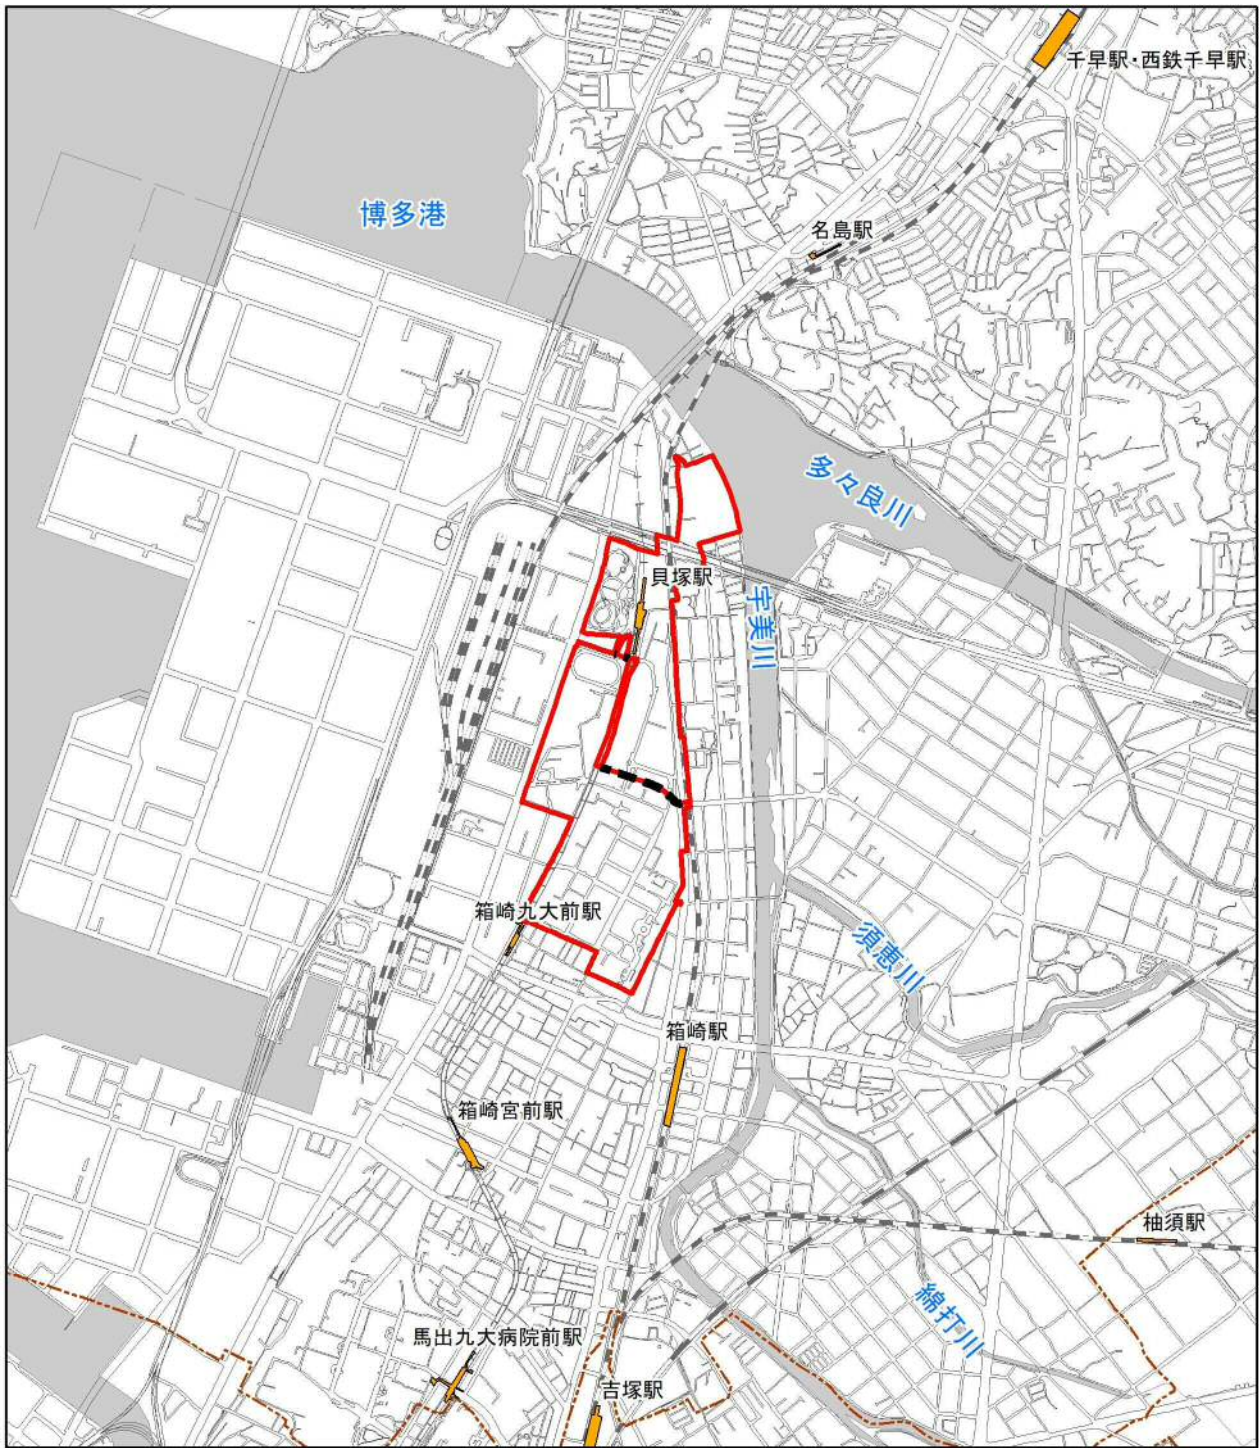 千早駅・西鉄千早駅
博多港
名島駅
多々良川
貝塚駅
宇美川
箱崎九大前駅
須恵川
箱崎駅
箱崎宮前駅
柚須駅
綿打川
馬出九大病院前駅
吉塚駅